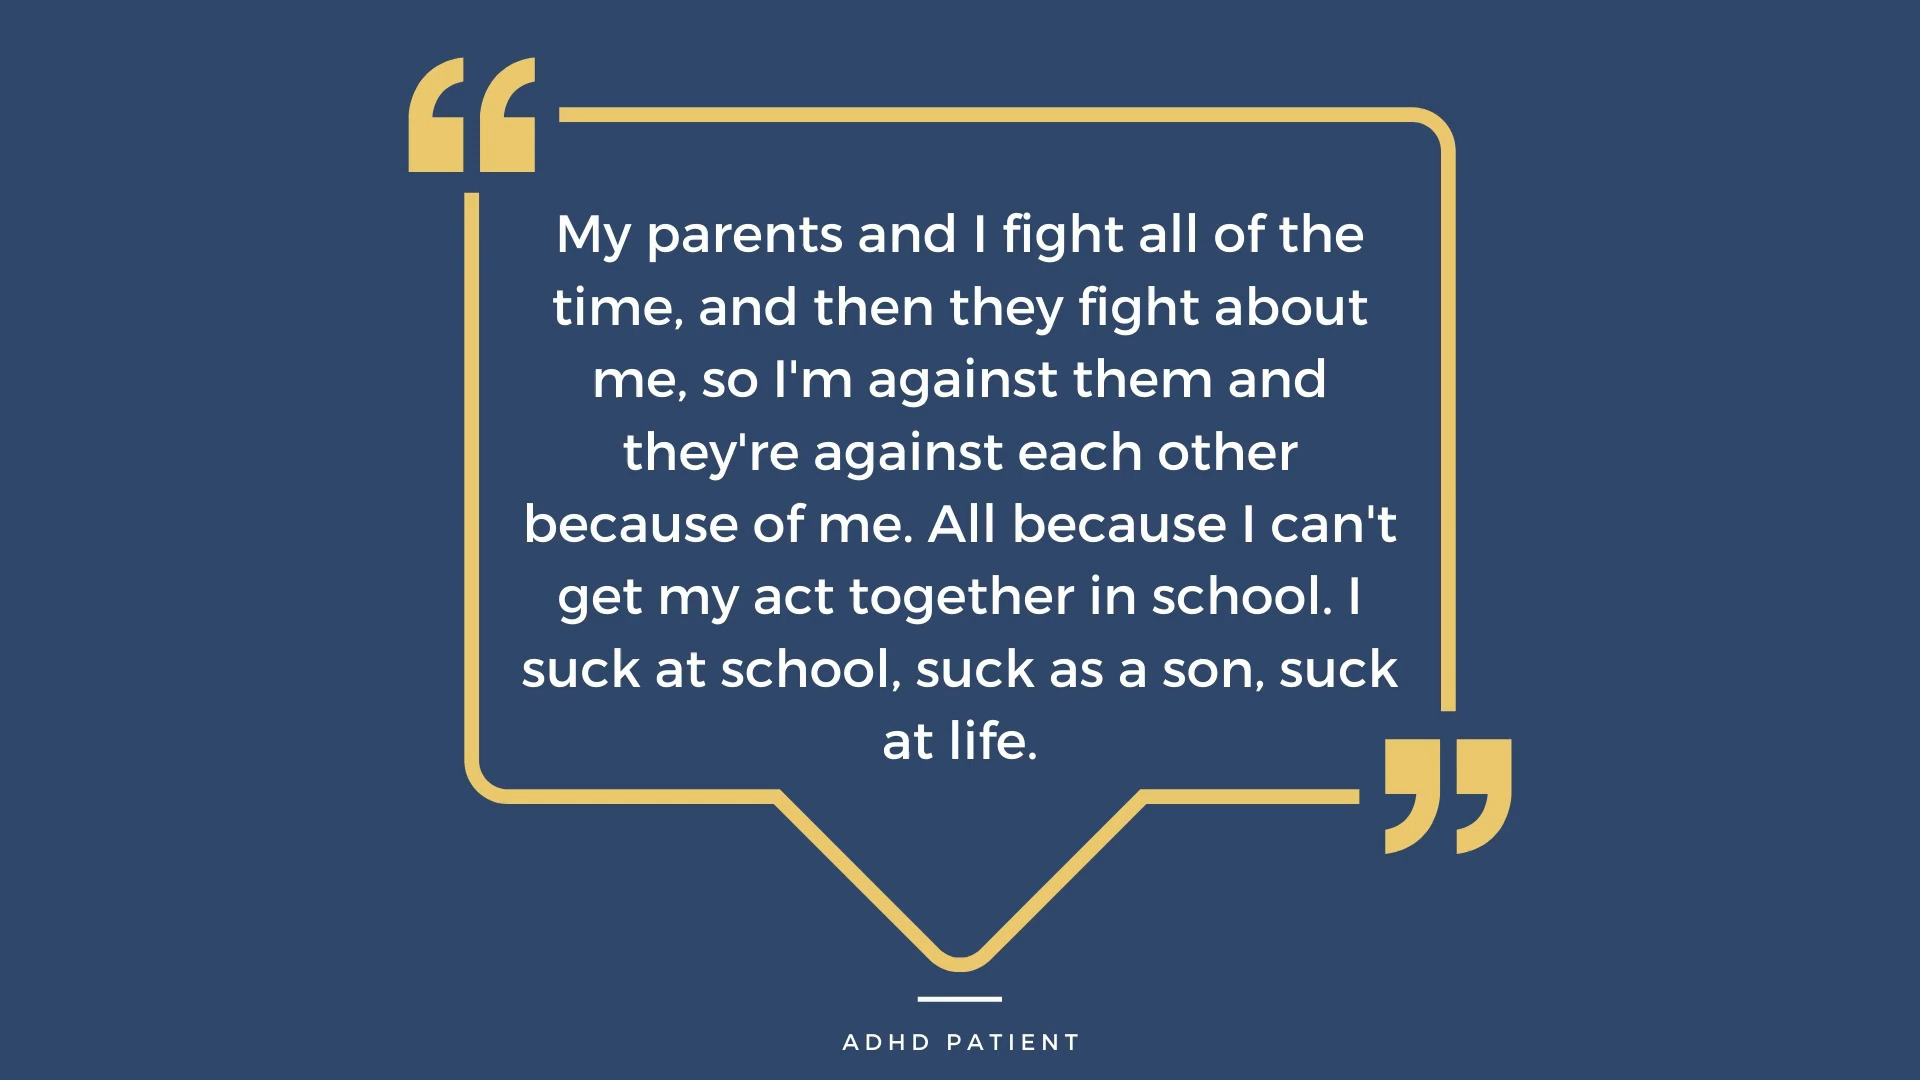 My parents and I fight all of the
time, and then they fight about
me, so I'm against them and
they're against each other
because of me. All because I can't
get my act together in school. I
suck at school, suck as a son, suck
at life.
ADHD PATIENT